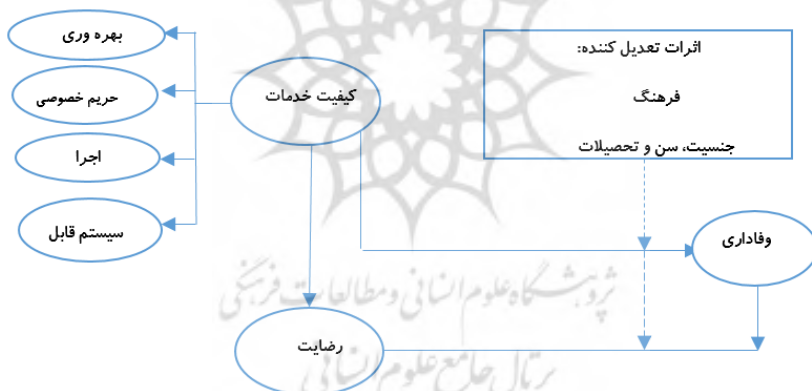 اثرات تعدیل کننده:
فرهنگ
جنسیت، سن و تحصیلات
بهره وری
حریم خصوصی
اجرا
سیستم قابل
کیفیت خدمات
وفاداری
رضایت
پژوهشگاه علوم انسانی و مطالعات فرهنگی
پرتال جامع علوم انسانی